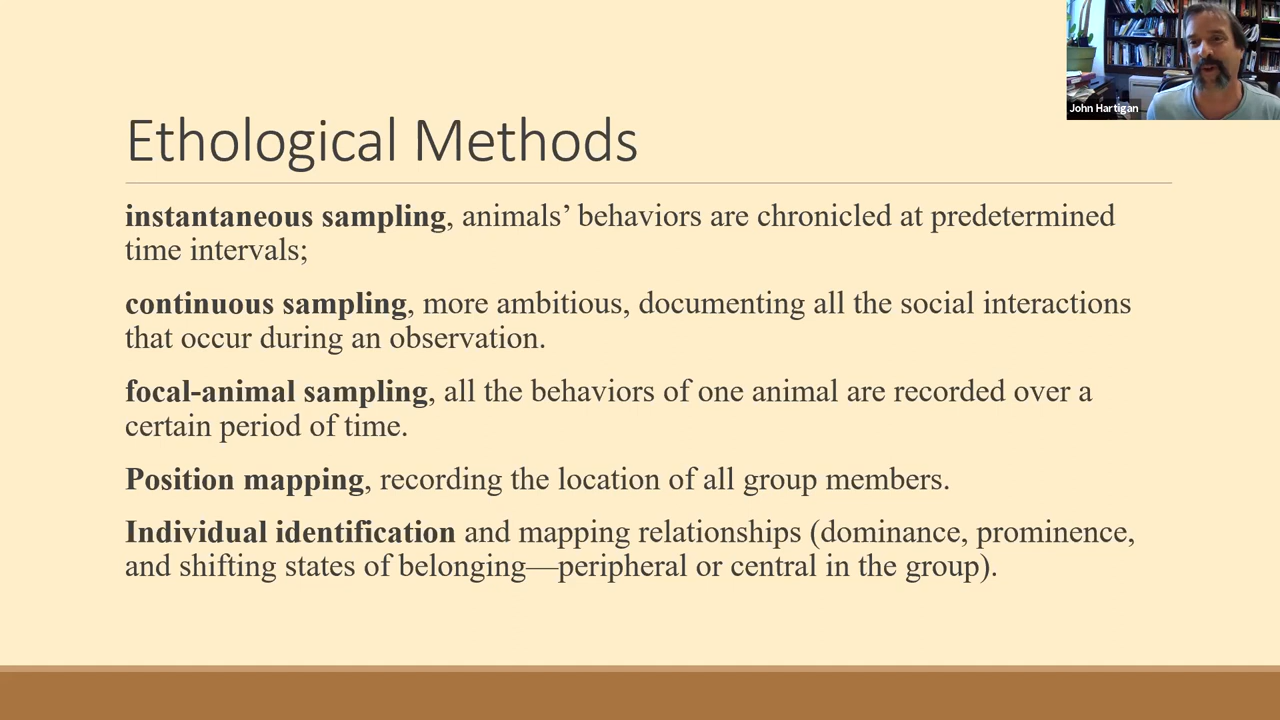 John Hartigan
Ethological Methods
instantaneous sampling, animals’ behaviors are chronicled at predetermined
time intervals;
continuous sampling, more ambitious, documenting all the social interactions
that occur during an observation.
focal-animal sampling, all the behaviors of one animal are recorded over a
certain period of time.
Position mapping, recording the location of all group members.
Individual identification and mapping relationships (dominance, prominence,
and shifting states of belonging—peripheral or central in the group).